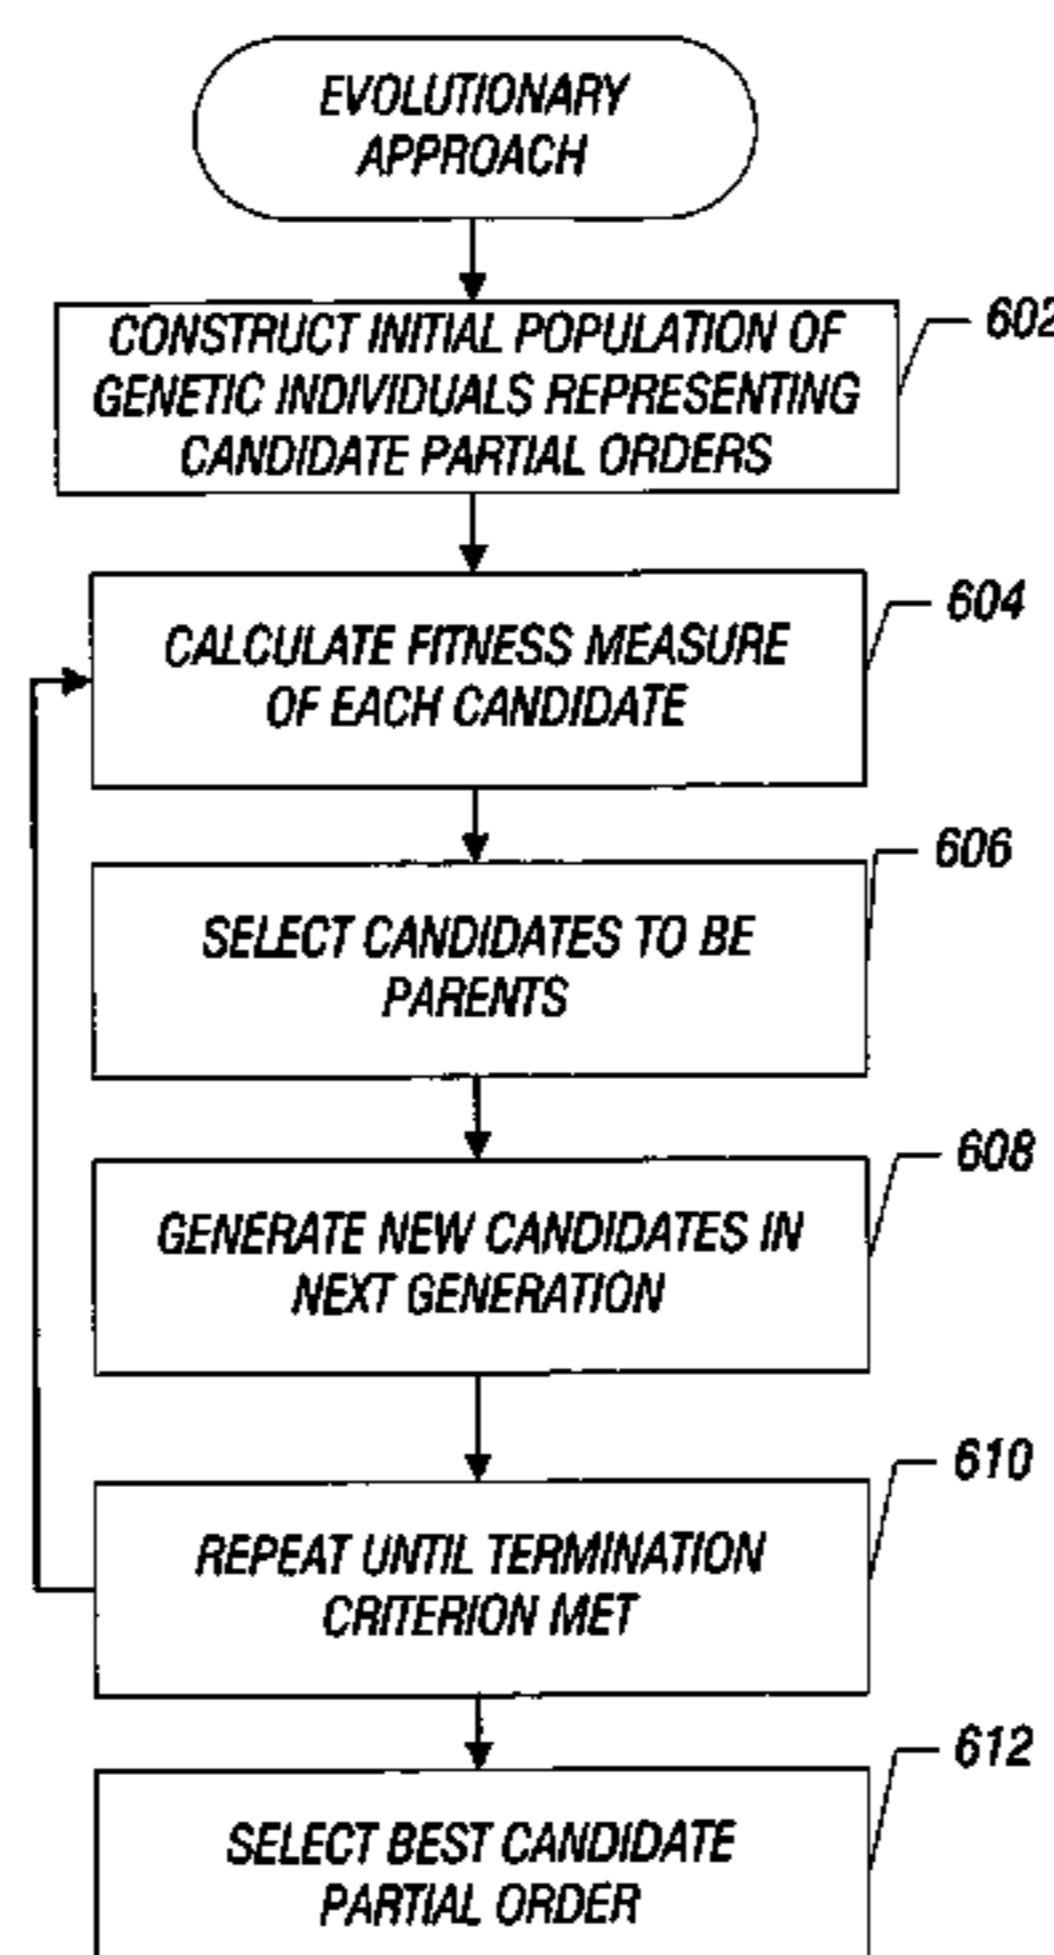 EVOLUTIONARY
APPROACH
CONSTRUCT INITIAL POPULATION OF
GENETIC INDIVIDUALS REPRESENTING
CANDIDATE PARTIAL ORDERS
602
CALCULATE FITNESS MEASURE
OF EACH CANDIDATE
604
SELECT CANDIDATES TO BE
PARENTS
606
GENERATE NEW CANDIDATES IN
NEXT GENERATION
608
REPEAT UNTIL TERMINATION
CRITERION MET
610
SELECT BEST CANDIDATE
PARTIAL ORDER
612